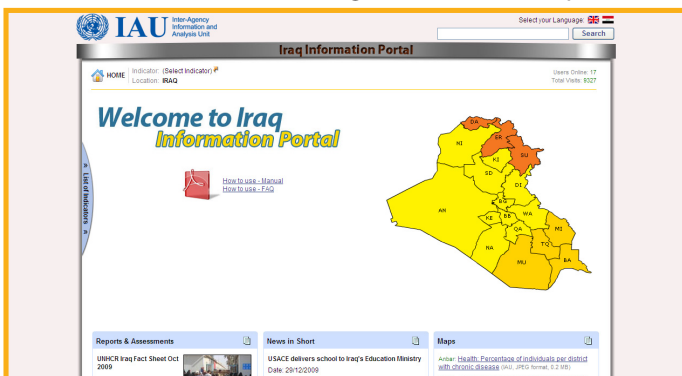 IAU
Inter-Agency
Information and
Analysis Unit
Select your Language:
Search
Iraq Information Portal
HOME
Indicator: (Select Indicator)
Location: IRAQ
Users Online: 17
Total Visits: 9327
Welcome to Iraq
Information Portal
How to use - Manual
How to use - FAQ
« List of Indicators «
DA
NI
ER
KI
SU
SD
DI
AN
BG
KE
BB
WA
QA
NA
MU
TQ
MI
BA
Reports & Assessments
UNHCR Iraq Fact Sheet Oct
2009
News in Short
USACE delivers school to Iraq's Education Ministry
Date: 29/12/2009
Maps
Anbar: Health: Percentage of individuals per district
with chronic disease (IAU, JPEG format, 0.2 MB)